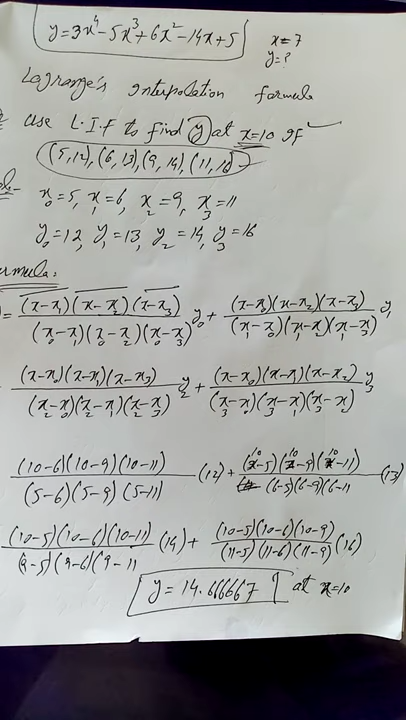 y=3x⁴-5x³+6x²-14x+5
x=7
y=?
Lagrange's Interpolation formula
Use L.I.F to find y at x=10 if
(5,12), (6,13), (9,14), (11,16)
x₀=5, x₁=6, x₂=9, x₃=11
y₀=12, y₁=13, y₂=14, y₃=16
ormula:
= (x-x₁)(x-x₂)(x-x₃) / (x₀-x₁)(x₀-x₂)(x₀-x₃) y₀ + (x-x₀)(x-x₂)(x-x₃) / (x₁-x₀)(x₁-x₂)(x₁-x₃) y₁
(x-x₀)(x-x₁)(x-x₃) / (x₂-x₀)(x₂-x₁)(x₂-x₃) y₂ + (x-x₀)(x-x₁)(x-x₂) / (x₃-x₀)(x₃-x₁)(x₃-x) y₃
(10-6)(10-9)(10-11) / (5-6)(5-9)(5-11) (12) + (10-5)(10-9)(10-11) / (6-5)(6-9)(6-11 (13)
(10-5)(10-6)(10-11) / (9-5)(9-6)(9-11 (14) + (10-5)(10-6)(10-9) / (11-5)(11-6)(11-9) (16)
y = 14.666667 at x=10